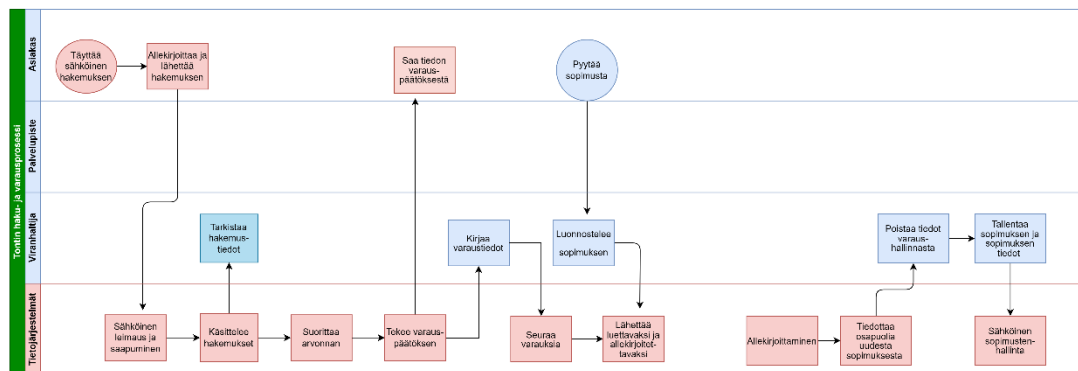 Tontin haku- ja varausprosessi
Asiakas
Täyttää
sähköinen
hakemuksen
Allekirjoittaa ja
lähettää
hakemuksen
Saa tiedon
varaus-
päätöksestä
Pyytää
sopimusta
Palvelupiste
Viranhaltija
Tarkistaa
hakemus-
tiedot
Kirjaa
varaustiedot
Luonnostelee
sopimuksen
Poistaa tiedot
varaus-
hallinnasta
Tallentaa
sopimuksen ja
sopimuksen
tiedot
Tietojärjestelmät
Sähköinen
leimaus ja
saapuminen
Käsittelee
hakemukset
Suorittaa
arvonnan
Tekee varaus-
päätöksen
Seuraa
varauksia
Lähettää
luettavaksi ja
allekirjoitet-
tavaksi
Allekirjoittaminen
Tiedottaa
osapuolia
uudesta
sopimuksesta
Sähköinen
sopimusten-
hallinta